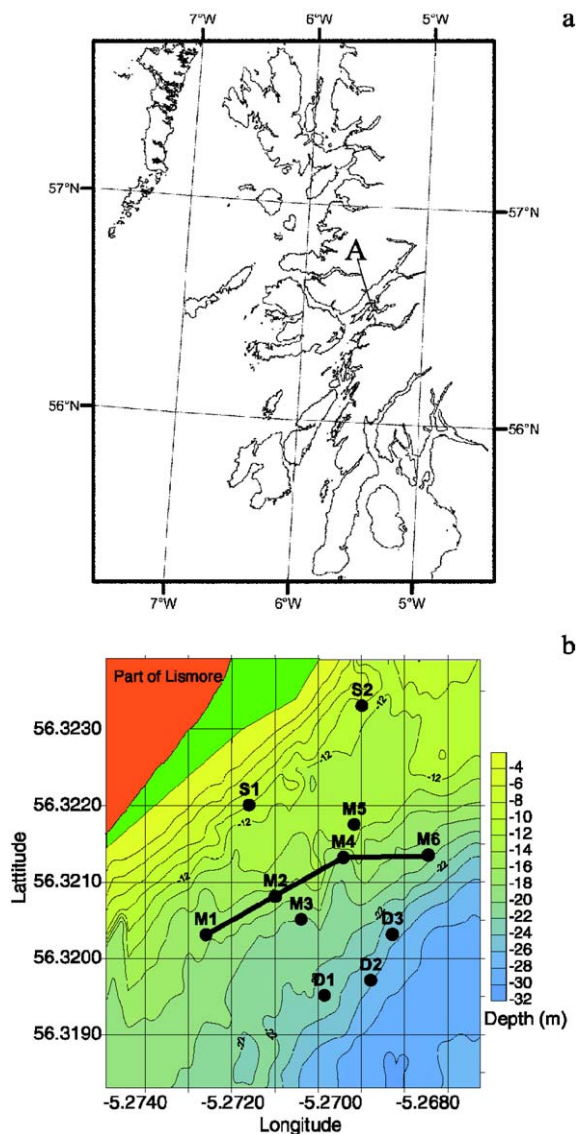 a
7°W 6°W 5°W
57°N 57°N
A
56°N 56°N
7°W 6°W 5°W
b
Part of Lismore
S2
56.3230
-12
S1
56.3220
-12
M5
-12
M4
M6
56.3210
-12
M2
-22
M1
M3
Lattitude
56.3200
-22
D3
D2
D1
56.3190
-22
-4
-6
-8
-10
-12
-14
-16
-18
-20
-22
-24
-26
-28
-30
-32
Depth (m)
-5.2740 -5.2720 -5.2700 -5.2680
Longitude